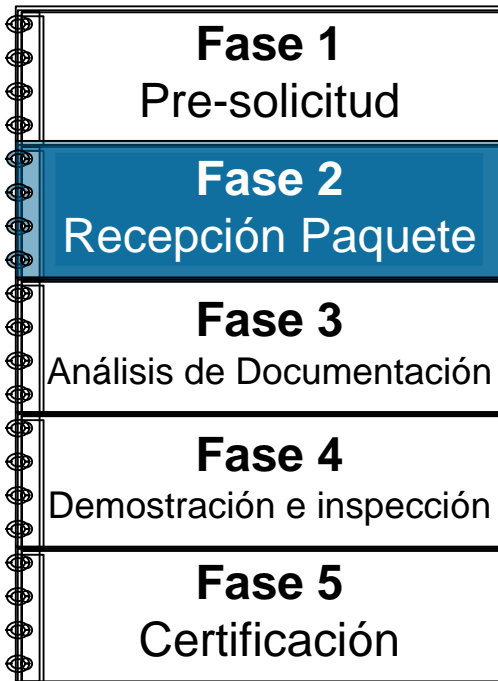 Fase 1
Pre-solicitud
Fase 2
Recepción Paquete
Fase 3
Análisis de Documentación
Fase 4
Demostración e inspección
Fase 5
Certificación